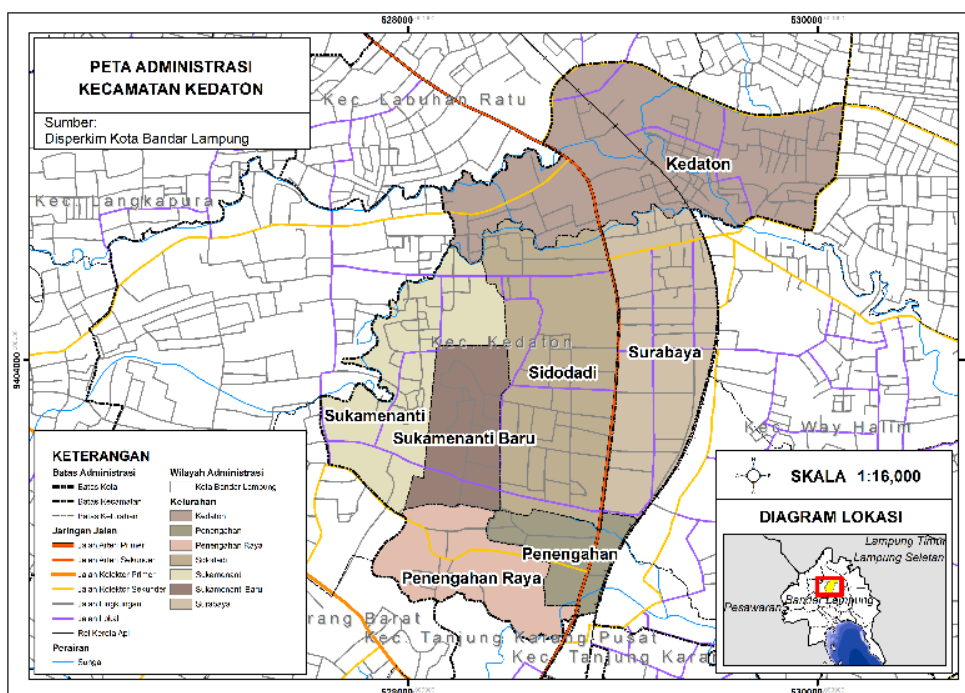 528000
530000
PETA ADMINISTRASI
KECAMATAN KEDATON
Sumber:
Disperkim Kota Bandar Lampung
Kec. Labuhan Ratu
Kedaton
Kec. Langkapura
Kec. Kedaton
Surabaya
Sidodadi
Sukamenanti
Sukamenanti Baru
Kec. Way Halim
Penengahan
Penengahan Raya
rang Barat
Kec. Tanjung Karang Pusat
Kec. Tanjung Kara
KETERANGAN
Batas Administrasi
Batas Kota
Batas Kecamatan
Batas Kelurahan
Jaringan Jalan
Jalan Arteri Primer
Jalan Arteri Sekunder
Jalan Kolektor Primer
Jalan Kolektor Sekunder
Jalan Lingkungan
Jalan Lokal
Rel Kereta Api
Perairan
Sungai
Wilayah Administrasi
Kota Bandar Lampung
Kelurahan
Kedaton
Penengahan
Penengahan Raya
Sidodadi
Sukamenanti
Sukamenanti Baru
Surabaya
SKALA 1:16,000
DIAGRAM LOKASI
Lampung Timur
Lampung Selatan
Pesawaran
Bandar Lampung
528000
530000